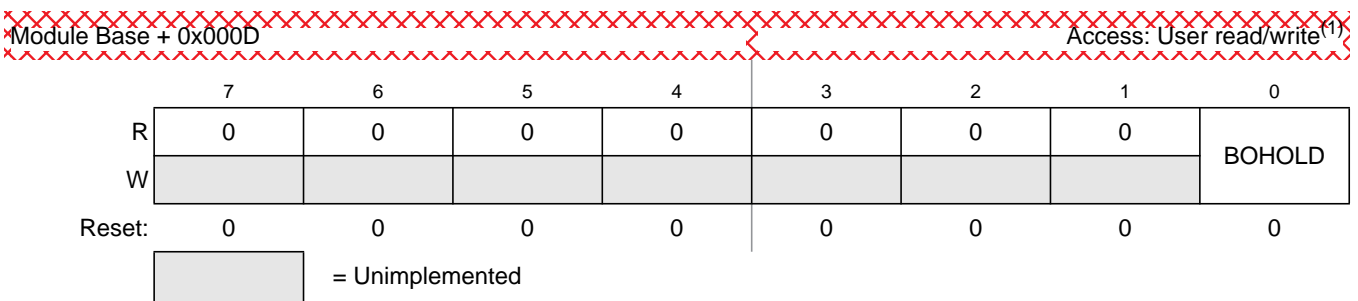 Module Base + 0x000D Access: User read/write(1)
7 6 5 4 3 2 1 0
R 0 0 0 0 0 0 0 BOHOLD
W
Reset: 0 0 0 0 0 0 0 0
= Unimplemented